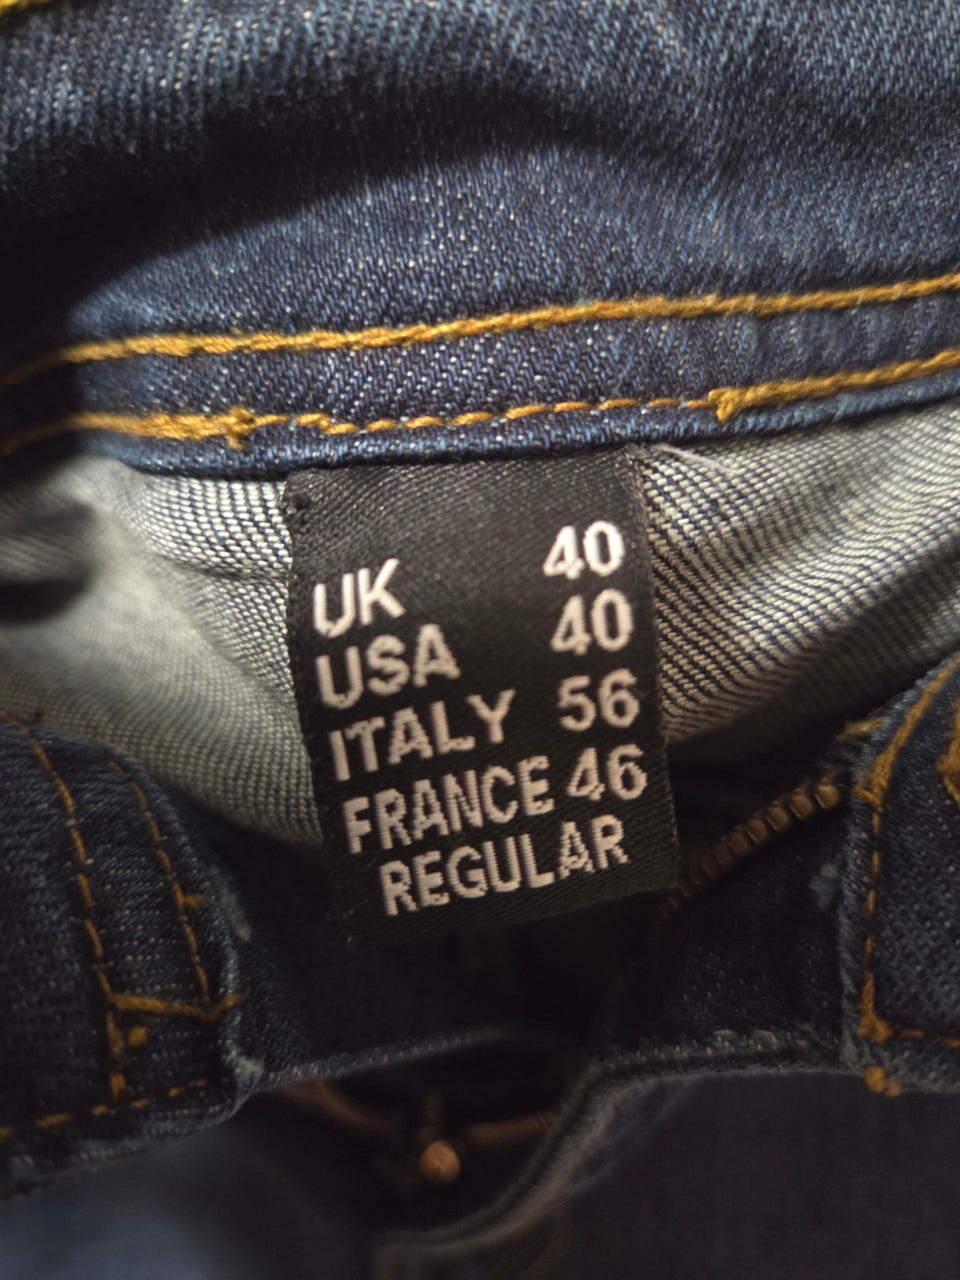 UK 40
USA 40
ITALY 56
FRANCE 46
REGULAR